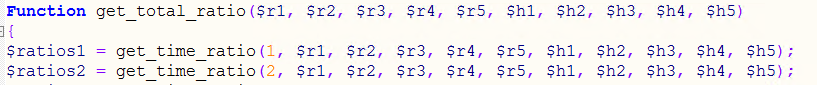 Function get_total_ratio($r1, $r2, $r3, $r4, $r5, $h1, $h2, $h3, $h4, $h5)
{
$ratios1 = get_time_ratio(1, $r1, $r2, $r3, $r4, $r5, $h1, $h2, $h3, $h4, $h5);
$ratios2 = get_time_ratio(2, $r1, $r2, $r3, $r4, $r5, $h1, $h2, $h3, $h4, $h5);